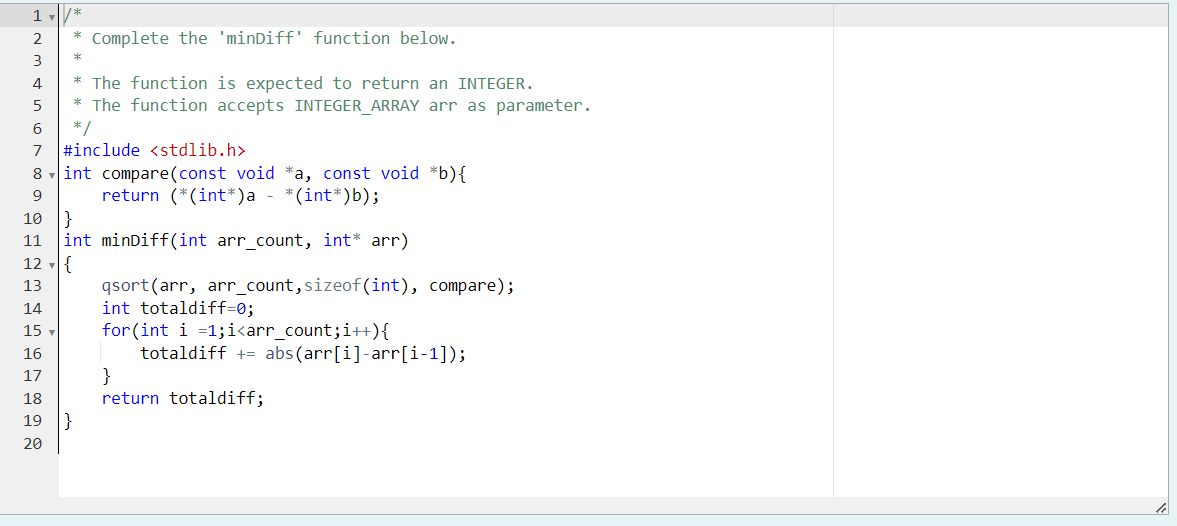 1 /*
2  * Complete the 'minDiff' function below.
3  *
4  * The function is expected to return an INTEGER.
5  * The function accepts INTEGER_ARRAY arr as parameter.
6  */
7 #include <stdlib.h>
8 int compare(const void *a, const void *b){
9     return (*(int*)a - *(int*)b);
10 }
11 int minDiff(int arr_count, int* arr)
12 {
13     qsort(arr, arr_count,sizeof(int), compare);
14     int totaldiff=0;
15     for(int i =1;i<arr_count;i++){
16         totaldiff += abs(arr[i]-arr[i-1]);
17     }
18     return totaldiff;
19 }
20